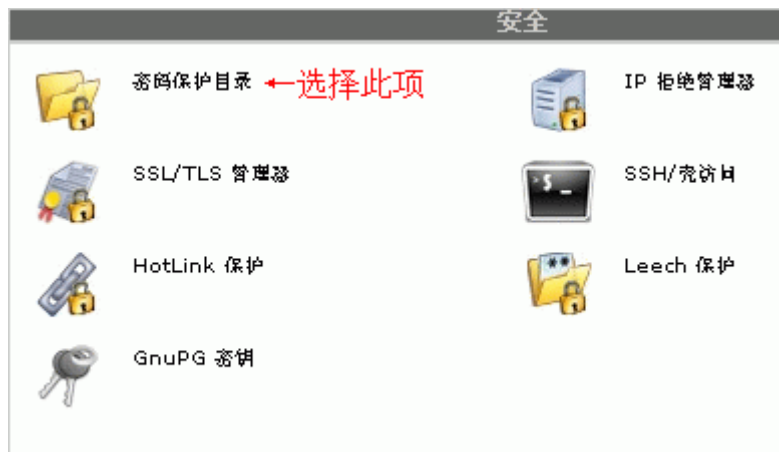 安全
密码保护目录 ←选择此项
IP 拒绝管理器
SSL/TLS 管理器
SSH/壳访问
HotLink 保护
Leech 保护
GnuPG 密钥